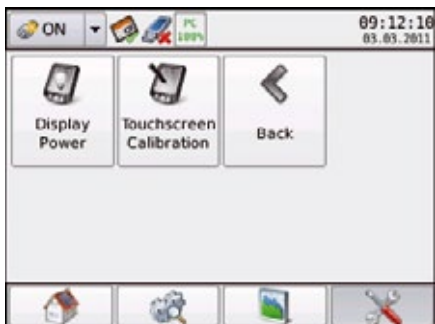 ON
PC
100%
09:12:10
03.03.2011
Display
Power
Touchscreen
Calibration
Back